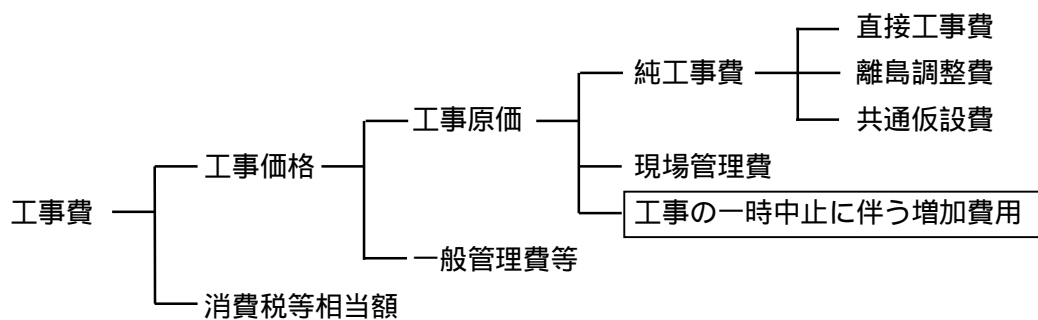 直接工事費
純工事費
離島調整費
工事原価
共通仮設費
工事価格
現場管理費
工事費
工事の一時中止に伴う増加費用
一般管理費等
消費税等相当額